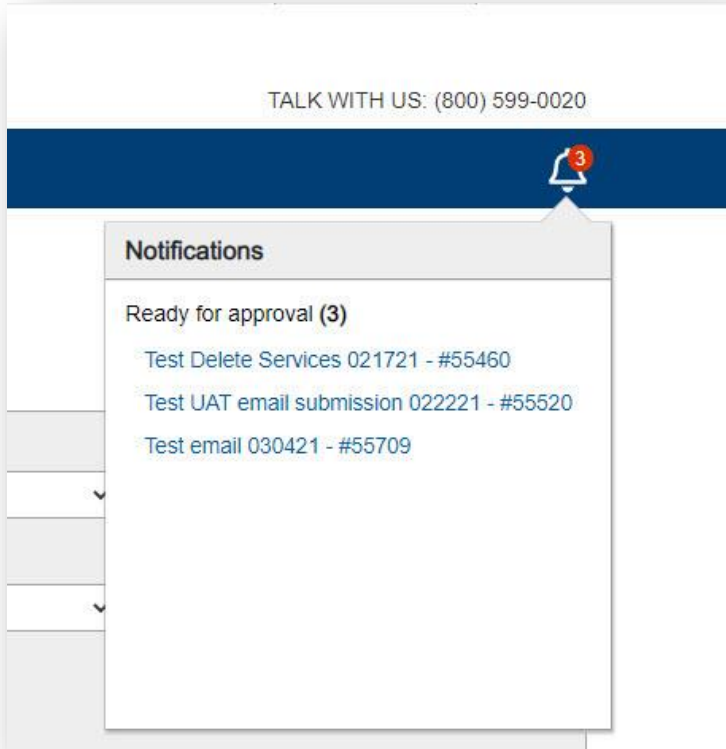 TALK WITH US: (800) 599-0020
3
Notifications
Ready for approval (3)
Test Delete Services 021721 - #55460
Test UAT email submission 022221 - #55520
Test email 030421 - #55709